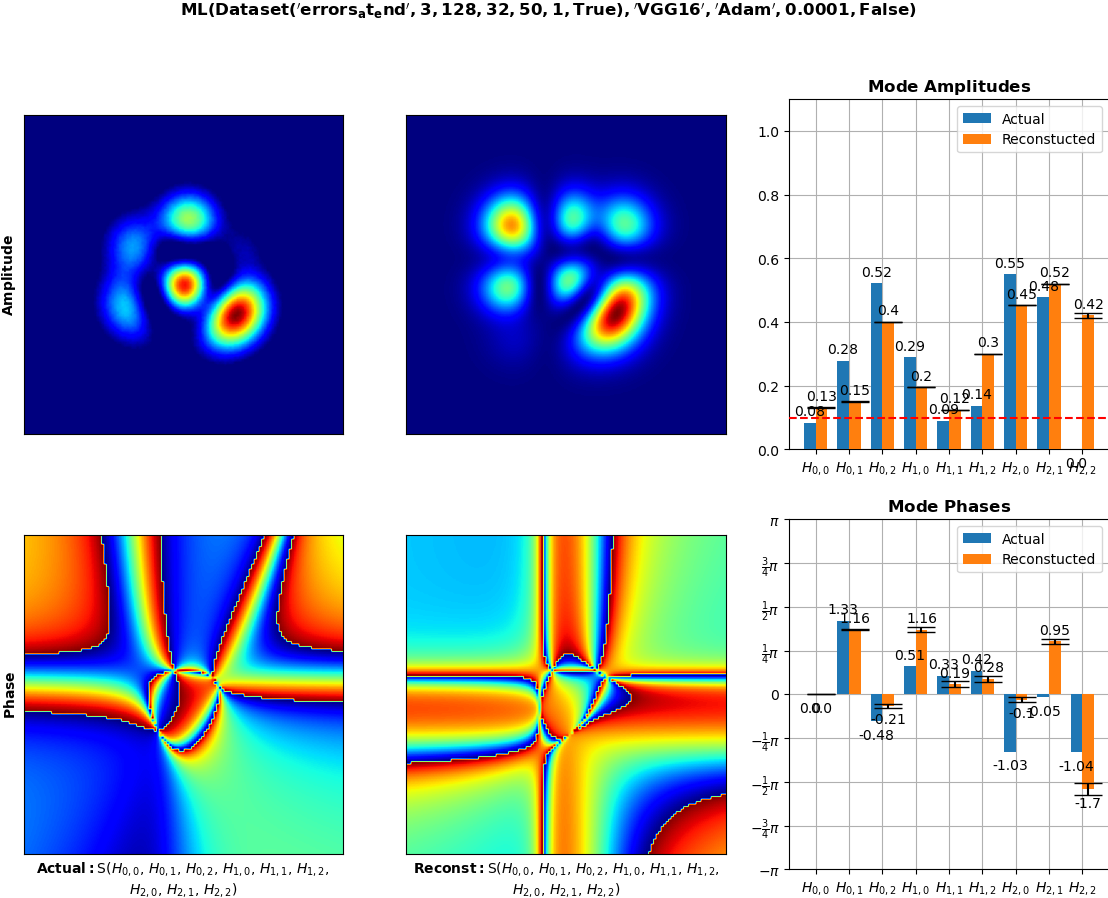 ML(Dataset('errors_at_end', 3, 128, 32, 50, 1, True), 'VGG16', 'Adam', 0.0001, False)
Amplitude
Mode Amplitudes
Actual
Reconstucted
1.0
0.8
0.6
0.4
0.2
0.0
0.08
0.13
0.28
0.15
0.52
0.4
0.29
0.2
0.09
0.12
0.14
0.3
0.55
0.45
0.48
0.52
0.0
0.42
H0,0 H0,1 H0,2 H1,0 H1,1 H1,2 H2,0 H2,1 H2,2
Phase
Mode Phases
Actual
Reconstucted
π
3/4π
1/2π
1/4π
0
−1/4π
−1/2π
−3/4π
−π
0.0
0.0
1.33
1.16
-0.48
-0.21
0.51
1.16
0.33
0.19
0.42
0.28
-1.03
-0.1
-0.05
0.95
-1.04
-1.7
H0,0 H0,1 H0,2 H1,0 H1,1 H1,2 H2,0 H2,1 H2,2
Actual: S(H0,0, H0,1, H0,2, H1,0, H1,1, H1,2,
H2,0, H2,1, H2,2)
Reconst: S(H0,0, H0,1, H0,2, H1,0, H1,1, H1,2,
H2,0, H2,1, H2,2)